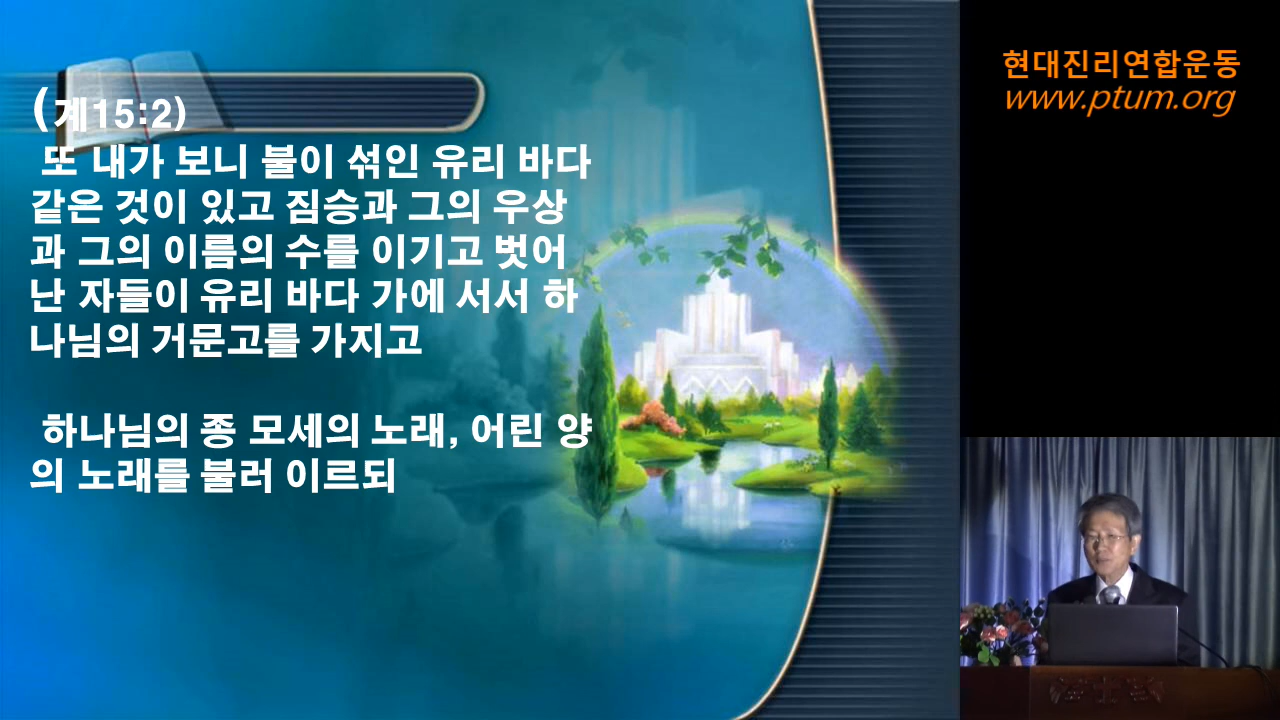 (계15:2)
또 내가 보니 불이 섞인 유리 바다
같은 것이 있고 짐승과 그의 우상
과 그의 이름의 수를 이기고 벗어
난 자들이 유리 바다 가에 서서 하
나님의 거문고를 가지고
하나님의 종 모세의 노래, 어린 양
의 노래를 불러 이르되
현대진리연합운동
www.ptum.org